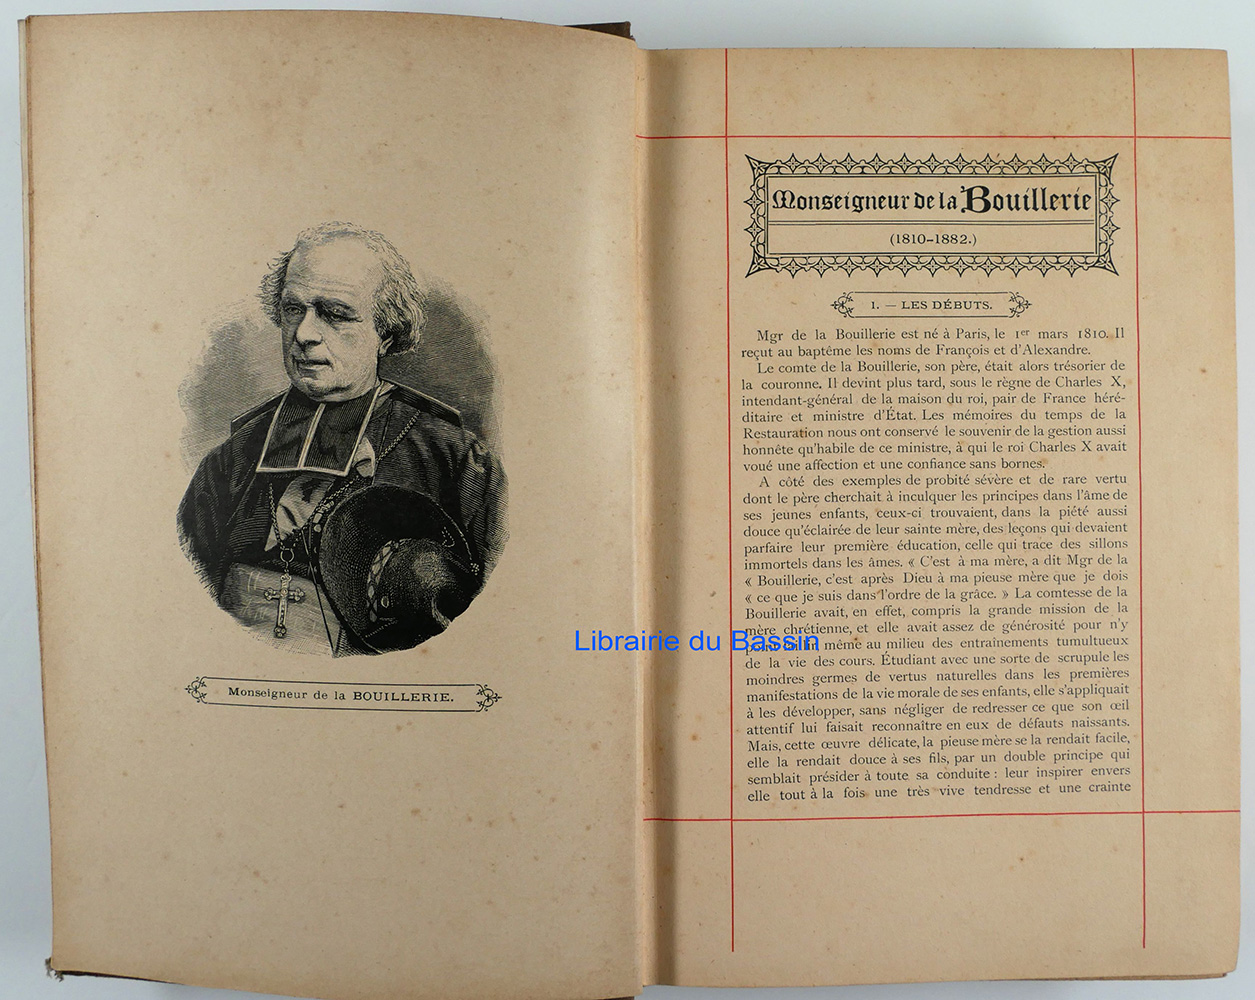 Monseigneur de la BOUILLERIE.
Monseigneur de la Bouillerie
(1810-1882.)
1. — LES DÉBUTS.
Mgr de la Bouillerie est né à Paris, le 1er mars 1810. Il
reçut au baptême les noms de François et d'Alexandre.
Le comte de la Bouillerie, son père, était alors trésorier de
la couronne. Il devint plus tard, sous le règne de Charles X,
intendant-général de la maison du roi, pair de France héré-
ditaire et ministre d'État. Les mémoires du temps de la
Restauration nous ont conservé le souvenir de la gestion aussi
honnête qu'habile de ce ministre, à qui le roi Charles X avait
voué une affection et une confiance sans bornes.
A côté des exemples de probité sévère et de rare vertu
dont le père cherchait à inculquer les principes dans l'âme de
ses jeunes enfants, ceux-ci trouvaient, dans la piété aussi
douce qu'éclairée de leur sainte mère, des leçons qui devaient
parfaire leur première éducation, celle qui trace des sillons
immortels dans les âmes. « C'est à ma mère, a dit Mgr de la
« Bouillerie, c'est après Dieu à ma pieuse mère que je dois
« ce que je suis dans l'ordre de la grâce. » La comtesse de la
Bouillerie avait, en effet, compris la grande mission de la
mère chrétienne, et elle avait assez de générosité pour n'y
Librairie du Bassin
même au milieu des entraînements tumultueux
de la vie des cours. Étudiant avec une sorte de scrupule les
moindres germes de vertus naturelles dans les premières
manifestations de la vie morale de ses enfants, elle s'appliquait
à les développer, sans négliger de redresser ce que son œil
attentif lui faisait reconnaître en eux de défauts naissants.
Mais, cette œuvre délicate, la pieuse mère se la rendait facile,
elle la rendait douce à ses fils, par un double principe qui
semblait présider à toute sa conduite : leur inspirer envers
elle tout à la fois une très vive tendresse et une crainte